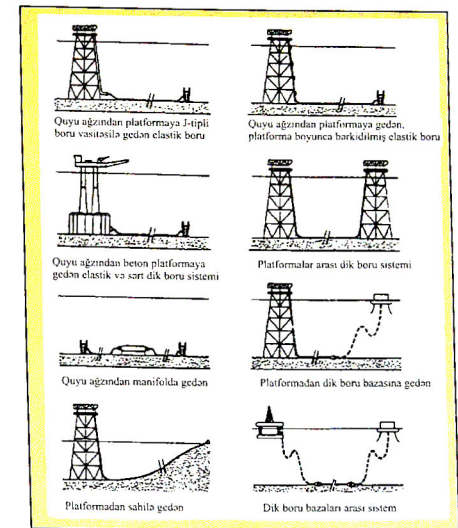 Quyu ağzından platformaya J-tipli
boru vasitəsilə gedən elastik boru
Quyu ağzından platformaya gedən,
platforma boyunca bərkidilmiş elastik boru
Quyu ağzından beton platformaya
gedən elastik və sərt dik boru sistemi
Platformalar arası dik boru sistemi
Quyu ağzından manifolda gedən
Platformadan dik boru bazasına gedən
Platformadan sahilə gedən
Dik boru bazaları arası sistem